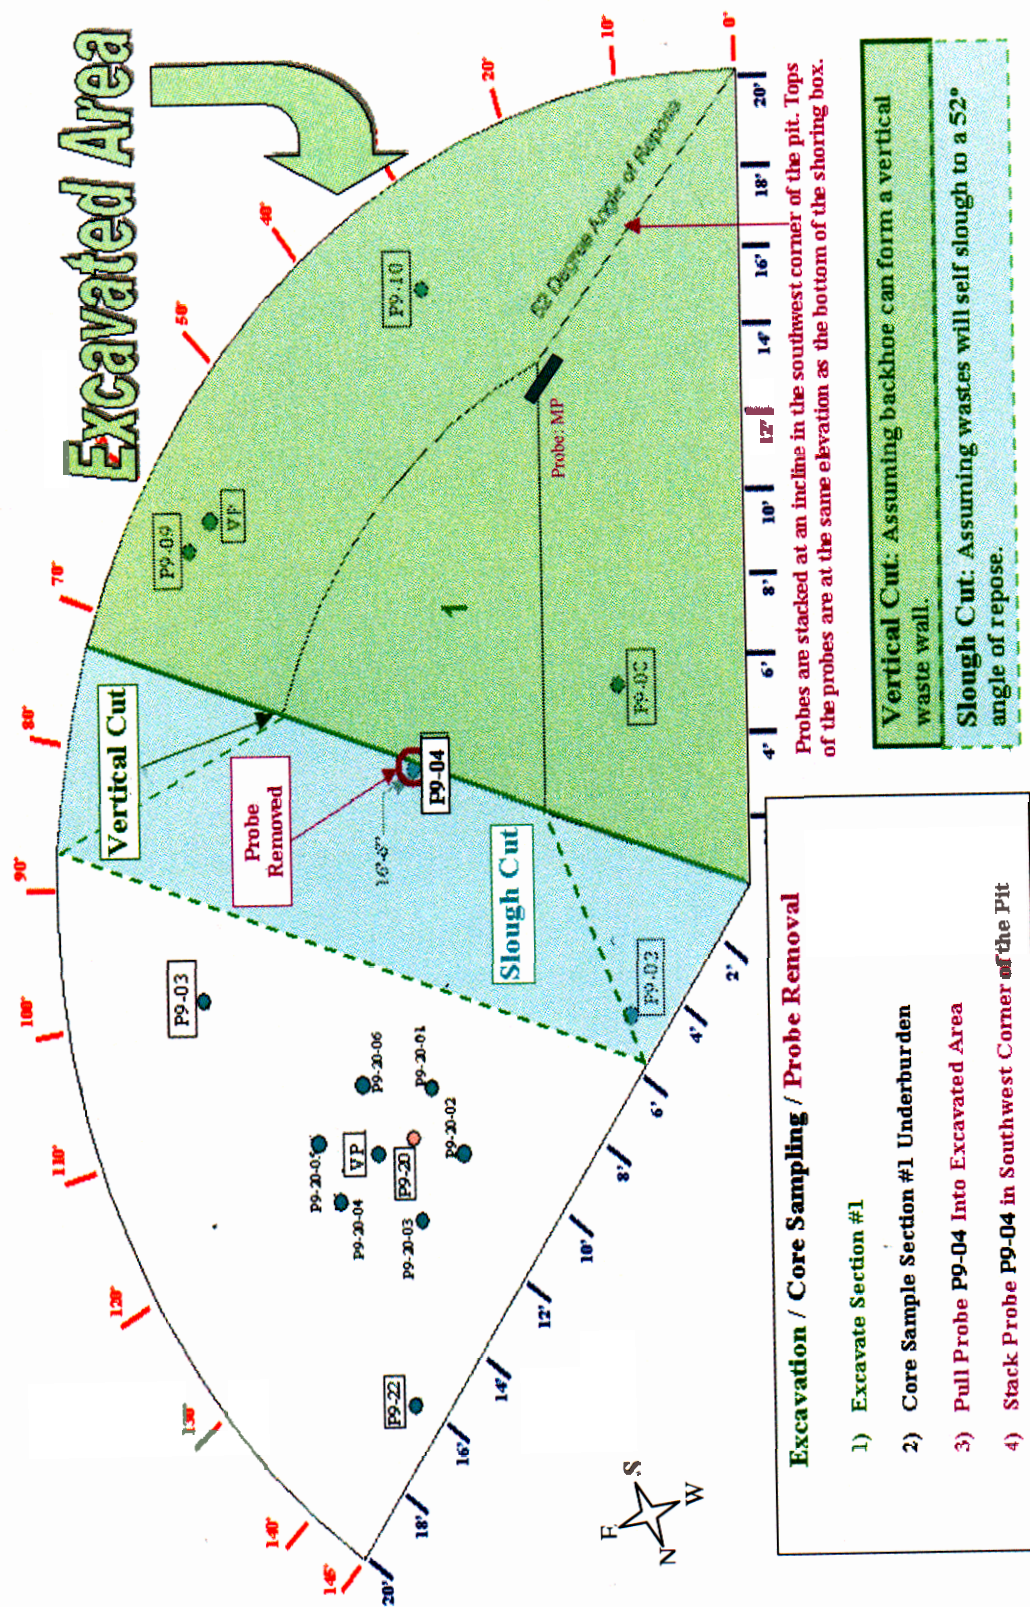 Excavated Area
0°
10°
20°
40°
50°
70°
80°
90°
100°
110°
120°
130°
140°
145°
20'
18'
16'
14'
12'
10'
8'
6'
4'
2'
4'
6'
8'
10'
12'
14'
16'
18'
20'
52 Degree Angle of Repose
P9-10
P9-09
VP
1
Probe: MP
Vertical Cut
Probe
Removed
16'-8"
P9-04
Slough Cut
P9-03
P9-20-06
P9-20-01
P9-20-05
VP
P9-20
P9-20-02
P9-20-04
P9-20-03
P9-22
N
S
W
Probes are stacked at an incline in the southwest corner of the pit. Tops
of the probes are at the same elevation as the bottom of the shoring box.
Vertical Cut: Assuming backhoe can form a vertical
waste wall.
Slough Cut: Assuming wastes will self slough to a 52°
angle of repose.
Excavation / Core Sampling / Probe Removal
1) Excavate Section #1
2) Core Sample Section #1 Underburden
3) Pull Probe P9-04 Into Excavated Area
4) Stack Probe P9-04 in Southwest Corner of the Pit